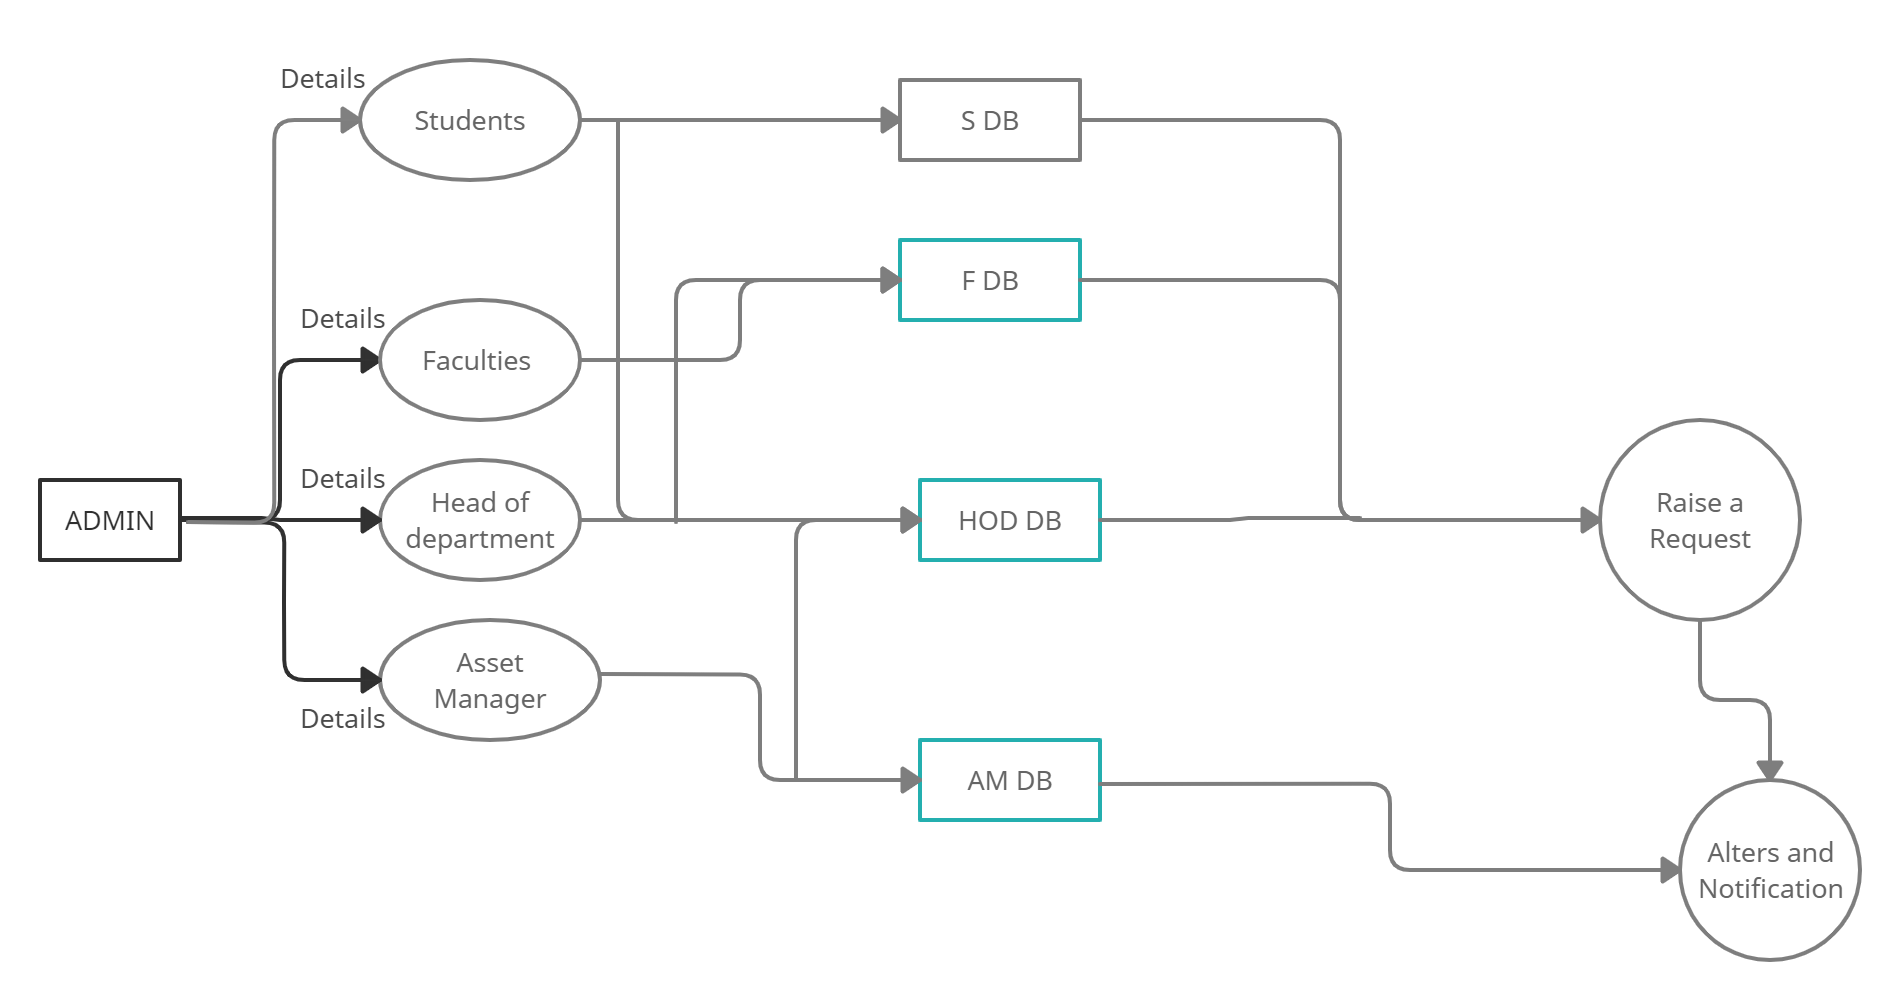 Details
Students
S DB
F DB
Details
Faculties
Details
Head of
department
ADMIN
HOD DB
Raise a
Request
Asset
Manager
Details
AM DB
Alters and
Notification